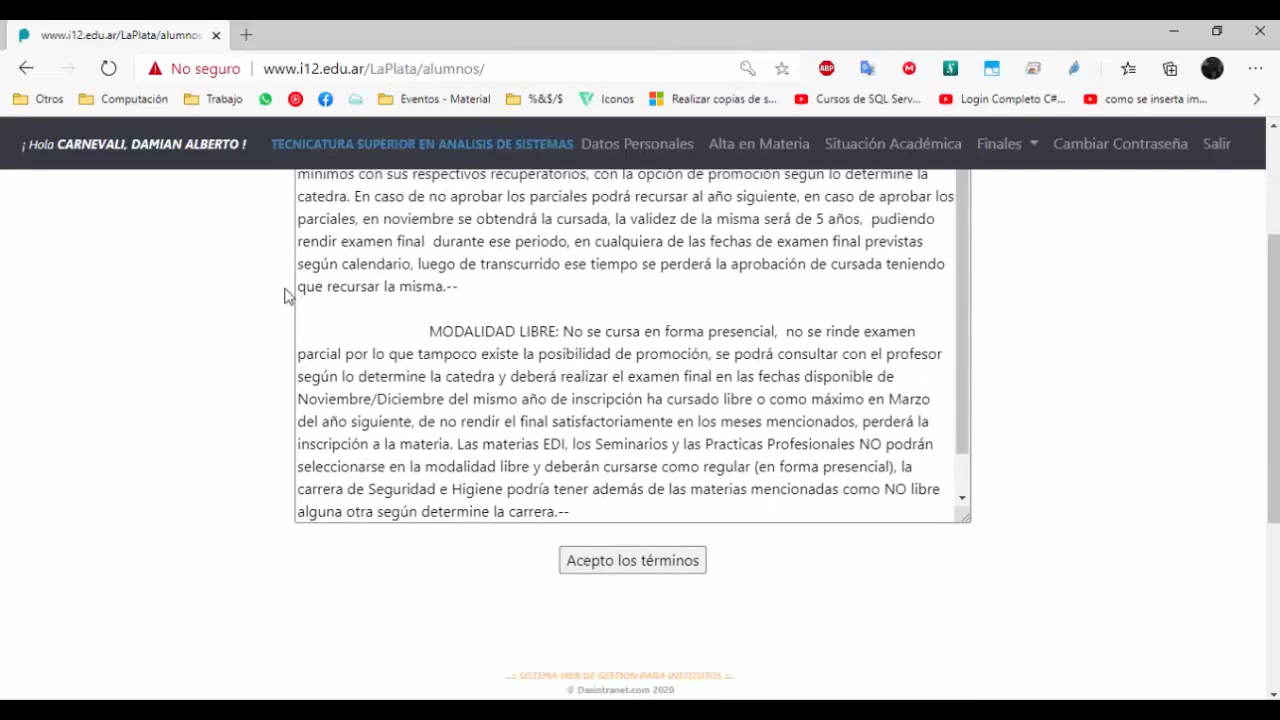 www.i12.edu.ar/LaPlata/alumnos
No seguro www.i12.edu.ar/LaPlata/alumnos/
Otros Computación Trabajo Eventos - Material %&$/$ Iconos Realizar copias de s... Cursos de SQL Serv... Login Completo C#... como se inserta im...
¡ Hola CARNEVALI, DAMIAN ALBERTO ! TECNICATURA SUPERIOR EN ANALISIS DE SISTEMAS Datos Personales Alta en Materia Situación Académica Finales Cambiar Contraseña Salir
mínimos con sus respectivos recuperatorios, con la opción de promoción según lo determine la
catedra. En caso de no aprobar los parciales podrá recursar al año siguiente, en caso de aprobar los
parciales, en noviembre se obtendrá la cursada, la validez de la misma será de 5 años, pudiendo
rendir examen final durante ese periodo, en cualquiera de las fechas de examen final previstas
según calendario, luego de transcurrido ese tiempo se perderá la aprobación de cursada teniendo
que recursar la misma.--
MODALIDAD LIBRE: No se cursa en forma presencial, no se rinde examen
parcial por lo que tampoco existe la posibilidad de promoción, se podrá consultar con el profesor
según lo determine la catedra y deberá realizar el examen final en las fechas disponible de
Noviembre/Diciembre del mismo año de inscripción ha cursado libre o como máximo en Marzo
del año siguiente, de no rendir el final satisfactoriamente en los meses mencionados, perderá la
inscripción a la materia. Las materias EDI, los Seminarios y las Practicas Profesionales NO podrán
seleccionarse en la modalidad libre y deberán cursarse como regular (en forma presencial), la
carrera de Seguridad e Higiene podría tener además de las materias mencionadas como NO libre
alguna otra según determine la carrera.--
Acepto los términos
..:: SISTEMA WEB DE GESTION PARA INSTITUTOS ::..
© Dasintranet.com 2020